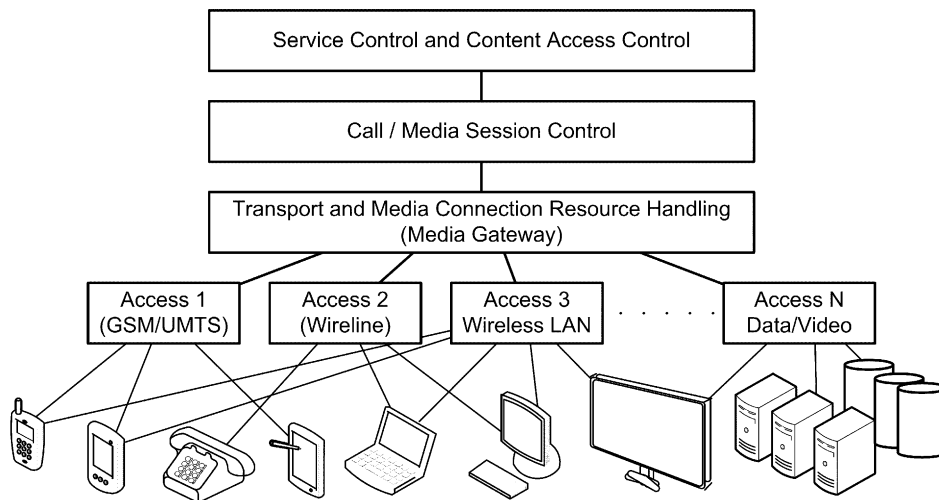 Service Control and Content Access Control
Call / Media Session Control
Transport and Media Connection Resource Handling
(Media Gateway)
Access 1
(GSM/UMTS)
Access 2
(Wireline)
Access 3
Wireless LAN
. . . . . .
Access N
Data/Video